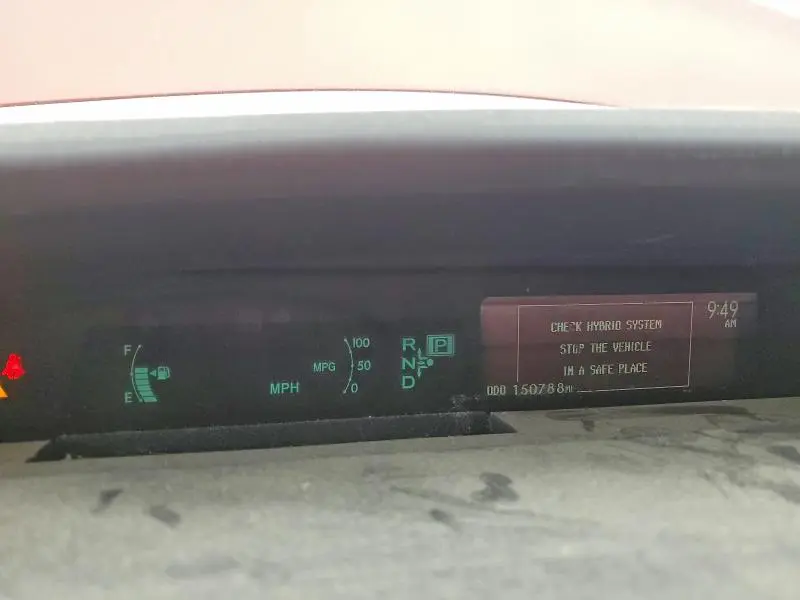 9:49
AM
CHECK HYBRID SYSTEM
STOP THE VEHICLE
IN A SAFE PLACE
ODO 150788 MI
F
E
MPH
MPG
100
50
0
R
N
D
P